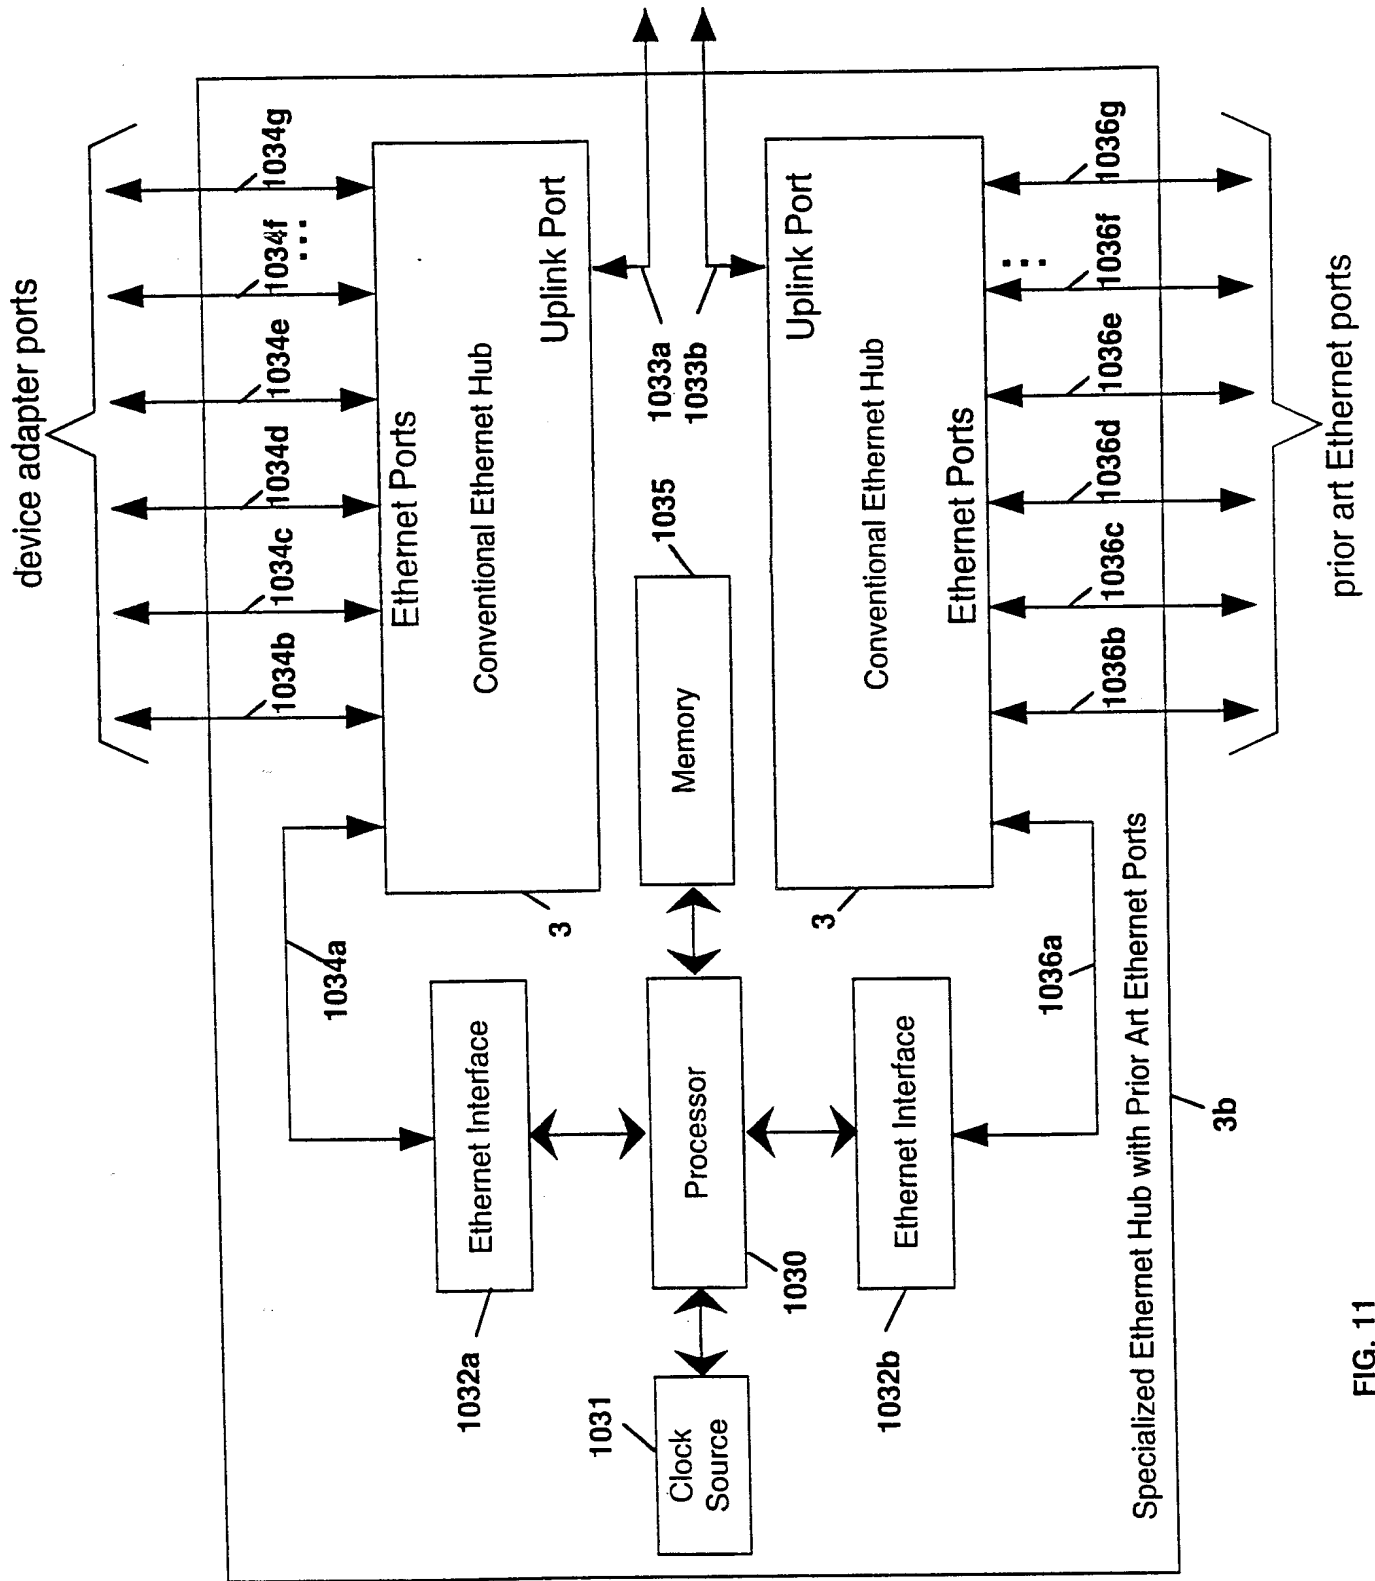 device adapter ports
1034b
1034c
1034d
1034e
1034f
...
1034g
1034a
Ethernet Ports
Conventional Ethernet Hub
Uplink Port
3
1032a
Ethernet Interface
1031
Clock
Source
Processor
1030
Memory
1035
1033a
1033b
1032b
Ethernet Interface
3
Uplink Port
Conventional Ethernet Hub
Ethernet Ports
1036a
1036b
1036c
1036d
1036e
1036f
...
1036g
Specialized Ethernet Hub with Prior Art Ethernet Ports
3b
prior art Ethernet ports
FIG. 11